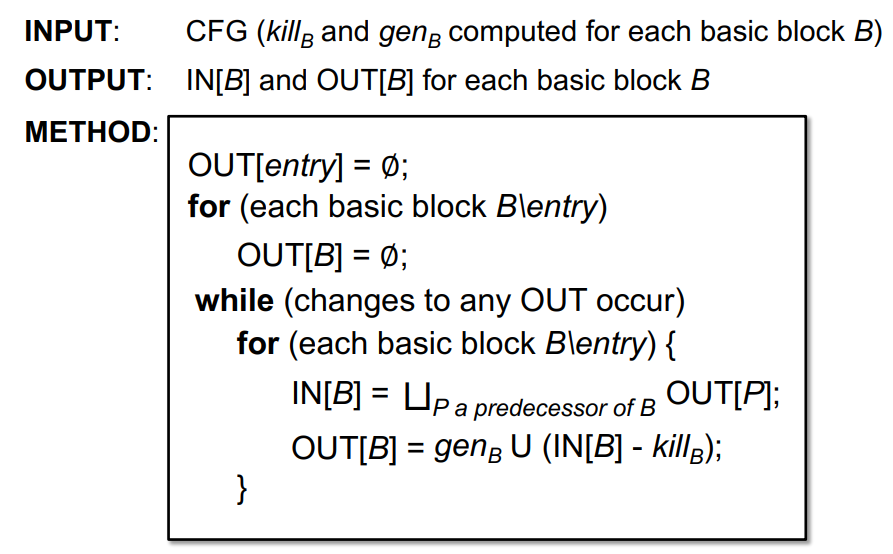 INPUT: CFG (kill_B and gen_B computed for each basic block B)
OUTPUT: IN[B] and OUT[B] for each basic block B
METHOD:
OUT[entry] = ∅;
for (each basic block B\entry)
OUT[B] = ∅;
while (changes to any OUT occur)
for (each basic block B\entry) {
IN[B] = ⊔_P a predecessor of B OUT[P];
OUT[B] = gen_B U (IN[B] - kill_B);
}